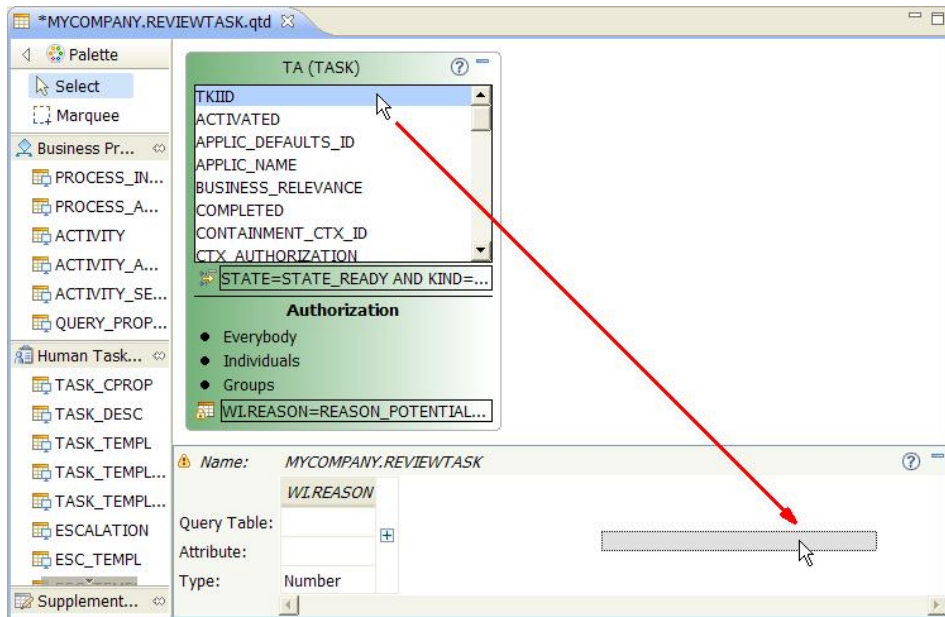 *MYCOMPANY.REVIEWTASK.qtd
Palette
Select
Marquee
Business Pr...
PROCESS_IN...
PROCESS_A...
ACTIVITY
ACTIVITY_A...
ACTIVITY_SE...
QUERY_PROP...
Human Task...
TASK_CPROP
TASK_DESC
TASK_TEMPL
TASK_TEMPL...
TASK_TEMPL...
ESCALATION
ESC_TEMPL
Supplement...
TA (TASK)
TKIID
ACTIVATED
APPLIC_DEFAULTS_ID
APPLIC_NAME
BUSINESS_RELEVANCE
COMPLETED
CONTAINMENT_CTX_ID
CTX_AUTHORIZATION
STATE=STATE_READY AND KIND=...
Authorization
Everybody
Individuals
Groups
WI.REASON=REASON_POTENTIAL...
Name: MYCOMPANY.REVIEWTASK
WI.REASON
Query Table:
Attribute:
Type: Number